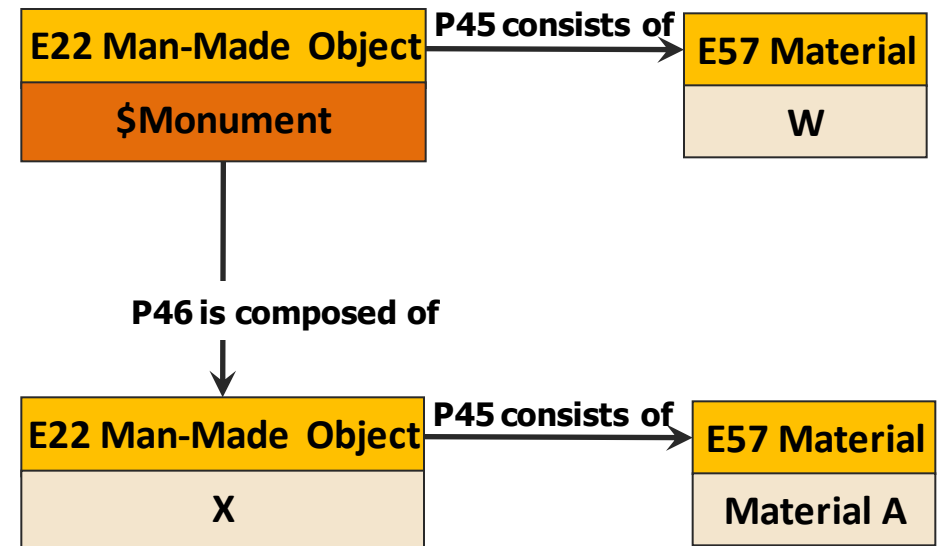 E22 Man-Made Object
P45 consists of
E57 Material
$Monument
W
P46 is composed of
E22 Man-Made Object
P45 consists of
E57 Material
X
Material A